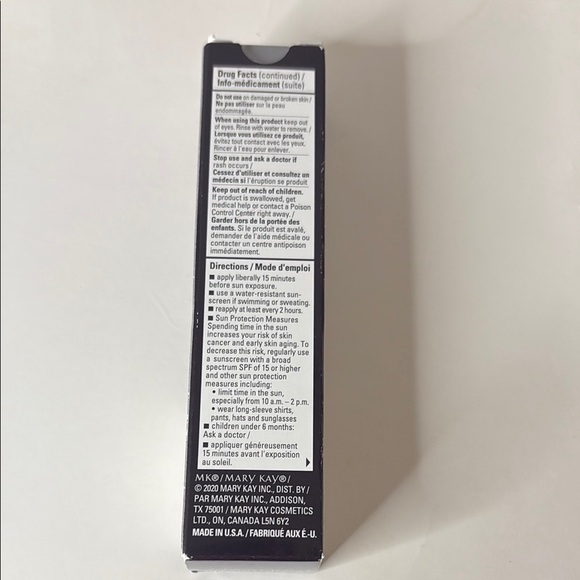 Drug Facts (continued) /
Info-médicament (suite)
Do not use on damaged or broken skin /
Ne pas utiliser sur la peau
endommagée.
When using this product keep out
of eyes. Rinse with water to remove. /
Lorsque vous utilisez ce produit,
évitez tout contact avec les yeux.
Rincer à l'eau pour enlever.
Stop use and ask a doctor if
rash occurs /
Cessez d'utiliser et consultez un
médecin si l'éruption se produit
Keep out of reach of children.
If product is swallowed, get
medical help or contact a Poison
Control Center right away. /
Garder hors de la portée des
enfants. Si le produit est avalé,
demander de l'aide médicale ou
contacter un centre antipoison
immédiatement.
Directions / Mode d'emploi
■ apply liberally 15 minutes
before sun exposure.
■ use a water-resistant sun-
screen if swimming or sweating.
■ reapply at least every 2 hours.
■ Sun Protection Measures
Spending time in the sun
increases your risk of skin
cancer and early skin aging. To
decrease this risk, regularly use
a sunscreen with a broad
spectrum SPF of 15 or higher
and other sun protection
measures including:
• limit time in the sun,
especially from 10 a.m. – 2 p.m.
• wear long-sleeve shirts,
pants, hats and sunglasses
■ children under 6 months:
Ask a doctor /
■ appliquer généreusement
15 minutes avant l'exposition
au soleil.
MK®/MARY KAY®/
© 2020 MARY KAY INC., DIST. BY /
PAR MARY KAY INC., ADDISON,
TX 75001 / MARY KAY COSMETICS
LTD., ON, CANADA L5N 6Y2
MADE IN U.S.A. / FABRIQUÉ AUX É.-U.